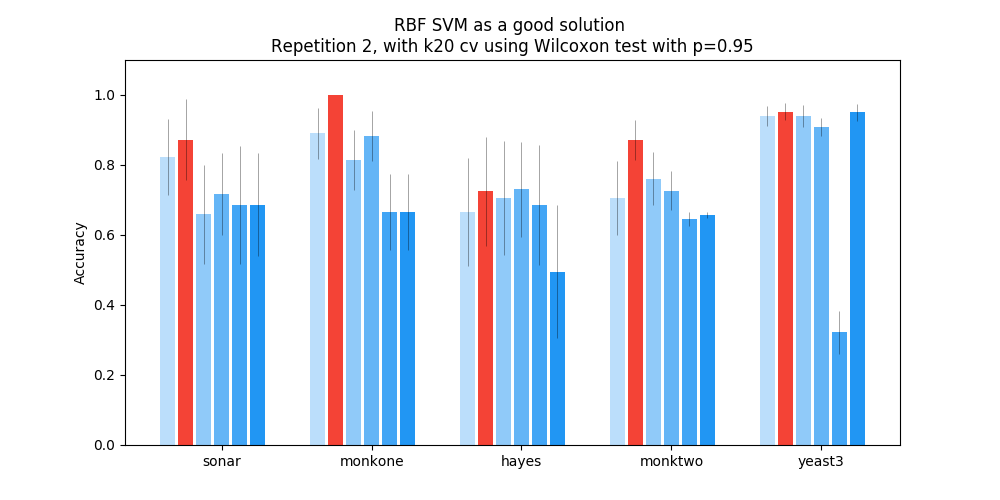 RBF SVM as a good solution
Repetition 2, with k20 cv using Wilcoxon test with p=0.95
Accuracy
1.0
0.8
0.6
0.4
0.2
0.0
sonar monkone hayes monktwo yeast3